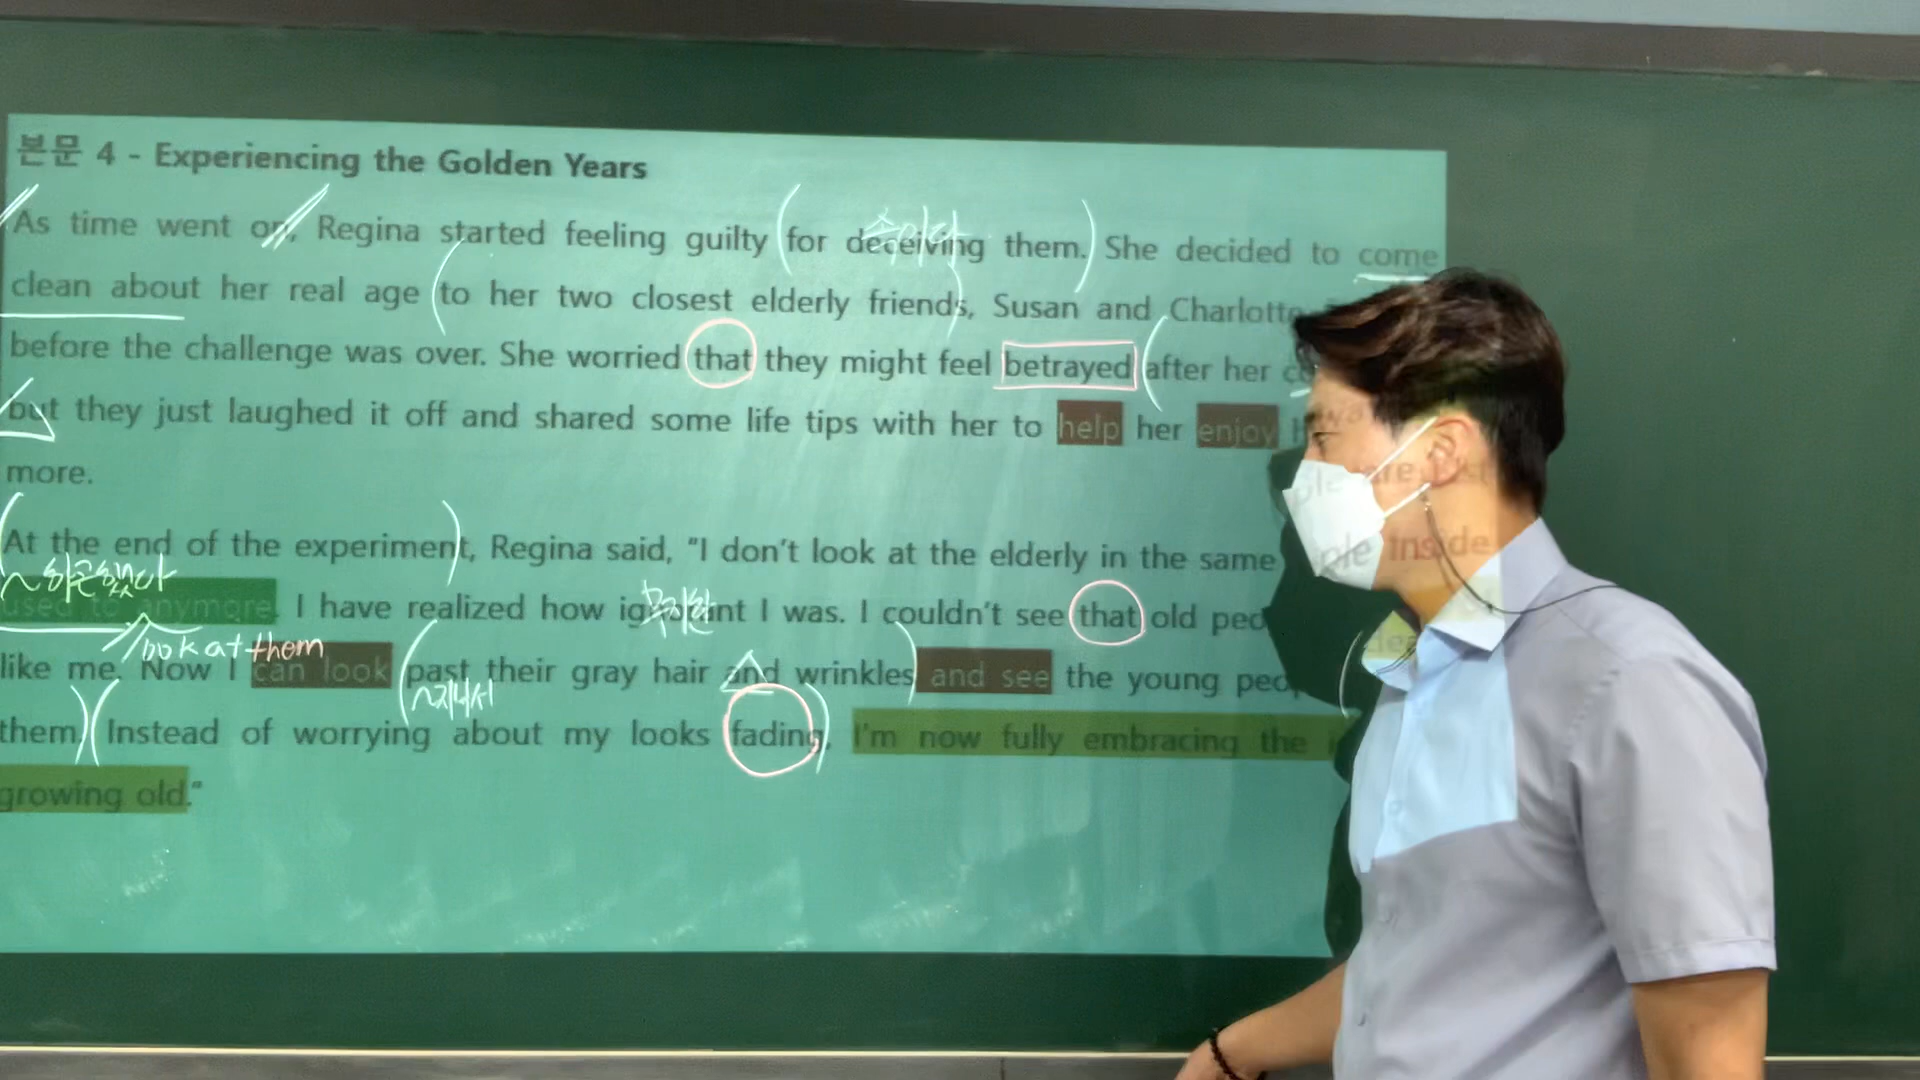 본문 4 - Experiencing the Golden Years
As time went on, Regina started feeling guilty (for deceiving them.) She decided to come
clean about her real age (to her two closest elderly friends), Susan and Charlotte
before the challenge was over. She worried that they might feel betrayed (after her
but they just laughed it off and shared some life tips with her to help her enjoy
more.
(At the end of the experiment), Regina said, "I don't look at the elderly in the same
~하곤했다
used to anymore. I have realized how ignorant I was. I couldn't see that old
look at them
like me. Now I can look (past their gray hair and wrinkles) and see the young
~지나서
them.) (Instead of worrying about my looks fading), I'm now fully embracing the
growing old."